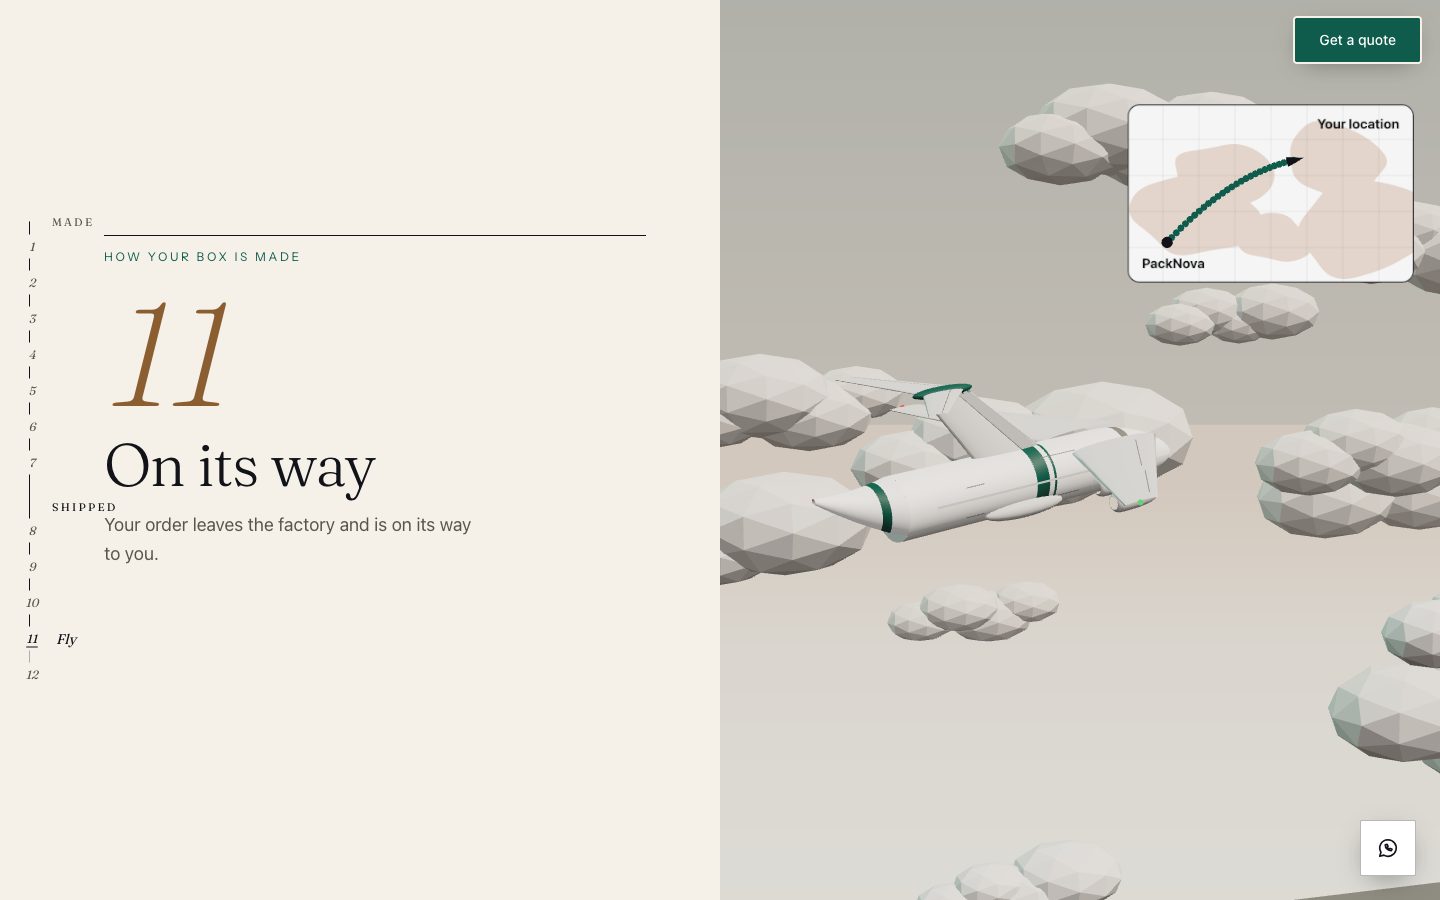 Get a quote
Your location
PackNova
MADE
1
2
3
4
5
6
7
SHIPPED
8
9
10
11 Fly
12
HOW YOUR BOX IS MADE
11
On its way
Your order leaves the factory and is on its way
to you.